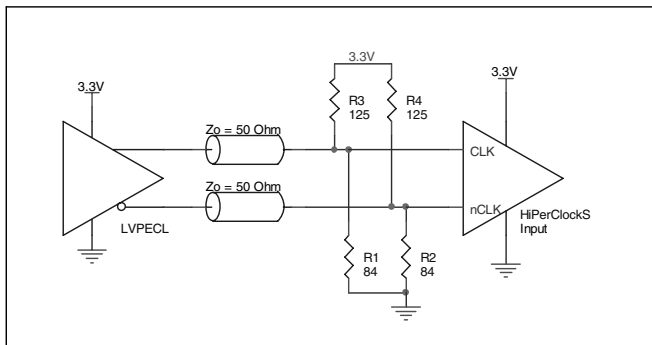 3.3V
3.3V
3.3V
R3
125
R4
125
Zo = 50 Ohm
CLK
Zo = 50 Ohm
nCLK
HiPerClockS
Input
LVPECL
R1
84
R2
84